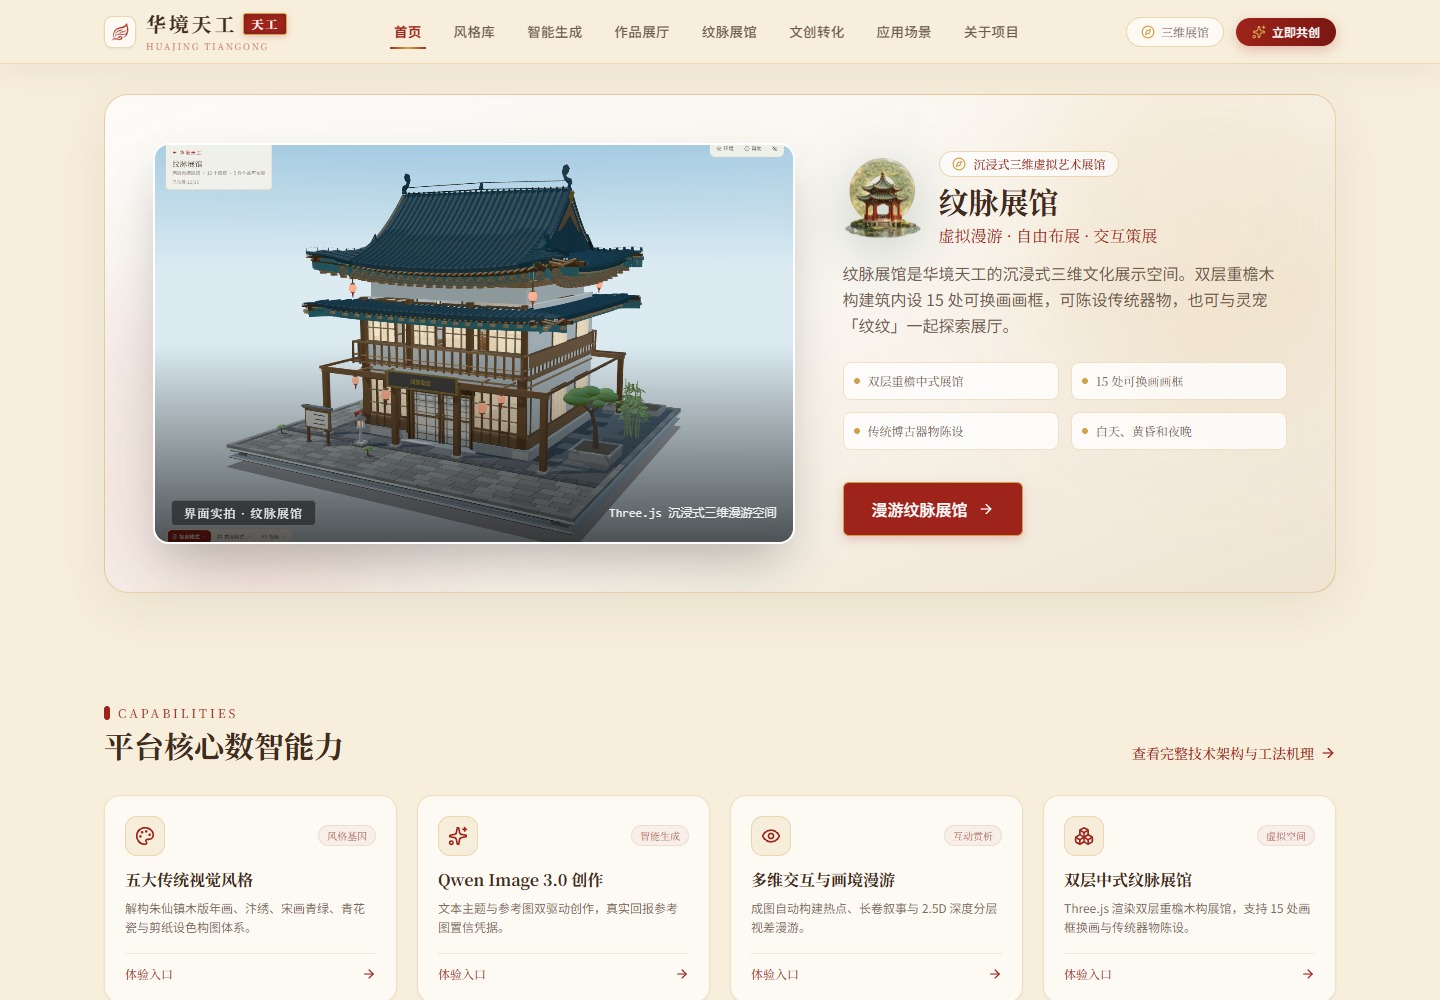 华境天工 天工
HUAJING TIANGONG
首页
风格库
智能生成
作品展厅
纹脉展馆
文创转化
应用场景
关于项目
三维展馆
立即共创
华境天工
纹脉展馆
界面实拍 · 纹脉展馆
Three.js 沉浸式三维漫游空间
沉浸式三维虚拟艺术展馆
纹脉展馆
虚拟漫游 · 自由布展 · 交互策展
纹脉展馆是华境天工的沉浸式三维文化展示空间。双层重檐木
构建筑内设 15 处可换画画框，可陈设传统器物，也可与灵宠
「纹纹」一起探索展厅。
双层重檐中式展馆
15 处可换画画框
传统博古器物陈设
白天、黄昏和夜晚
漫游纹脉展馆
CAPABILITIES
平台核心数智能力
查看完整技术架构与工法机理
风格基因
五大传统视觉风格
解构朱仙镇木版年画、汴绣、宋画青绿、青花
瓷与剪纸设色构图体系。
体验入口
智能生成
Qwen Image 3.0 创作
文本主题与参考图双驱动创作，真实回报参考
图置信凭据。
体验入口
互动赏析
多维交互与画境漫游
成图自动构建热点、长卷叙事与 2.5D 深度分层
视差漫游。
体验入口
虚拟空间
双层中式纹脉展馆
Three.js 渲染双层重檐木构展馆，支持 15 处画
框换画与传统器物陈设。
体验入口